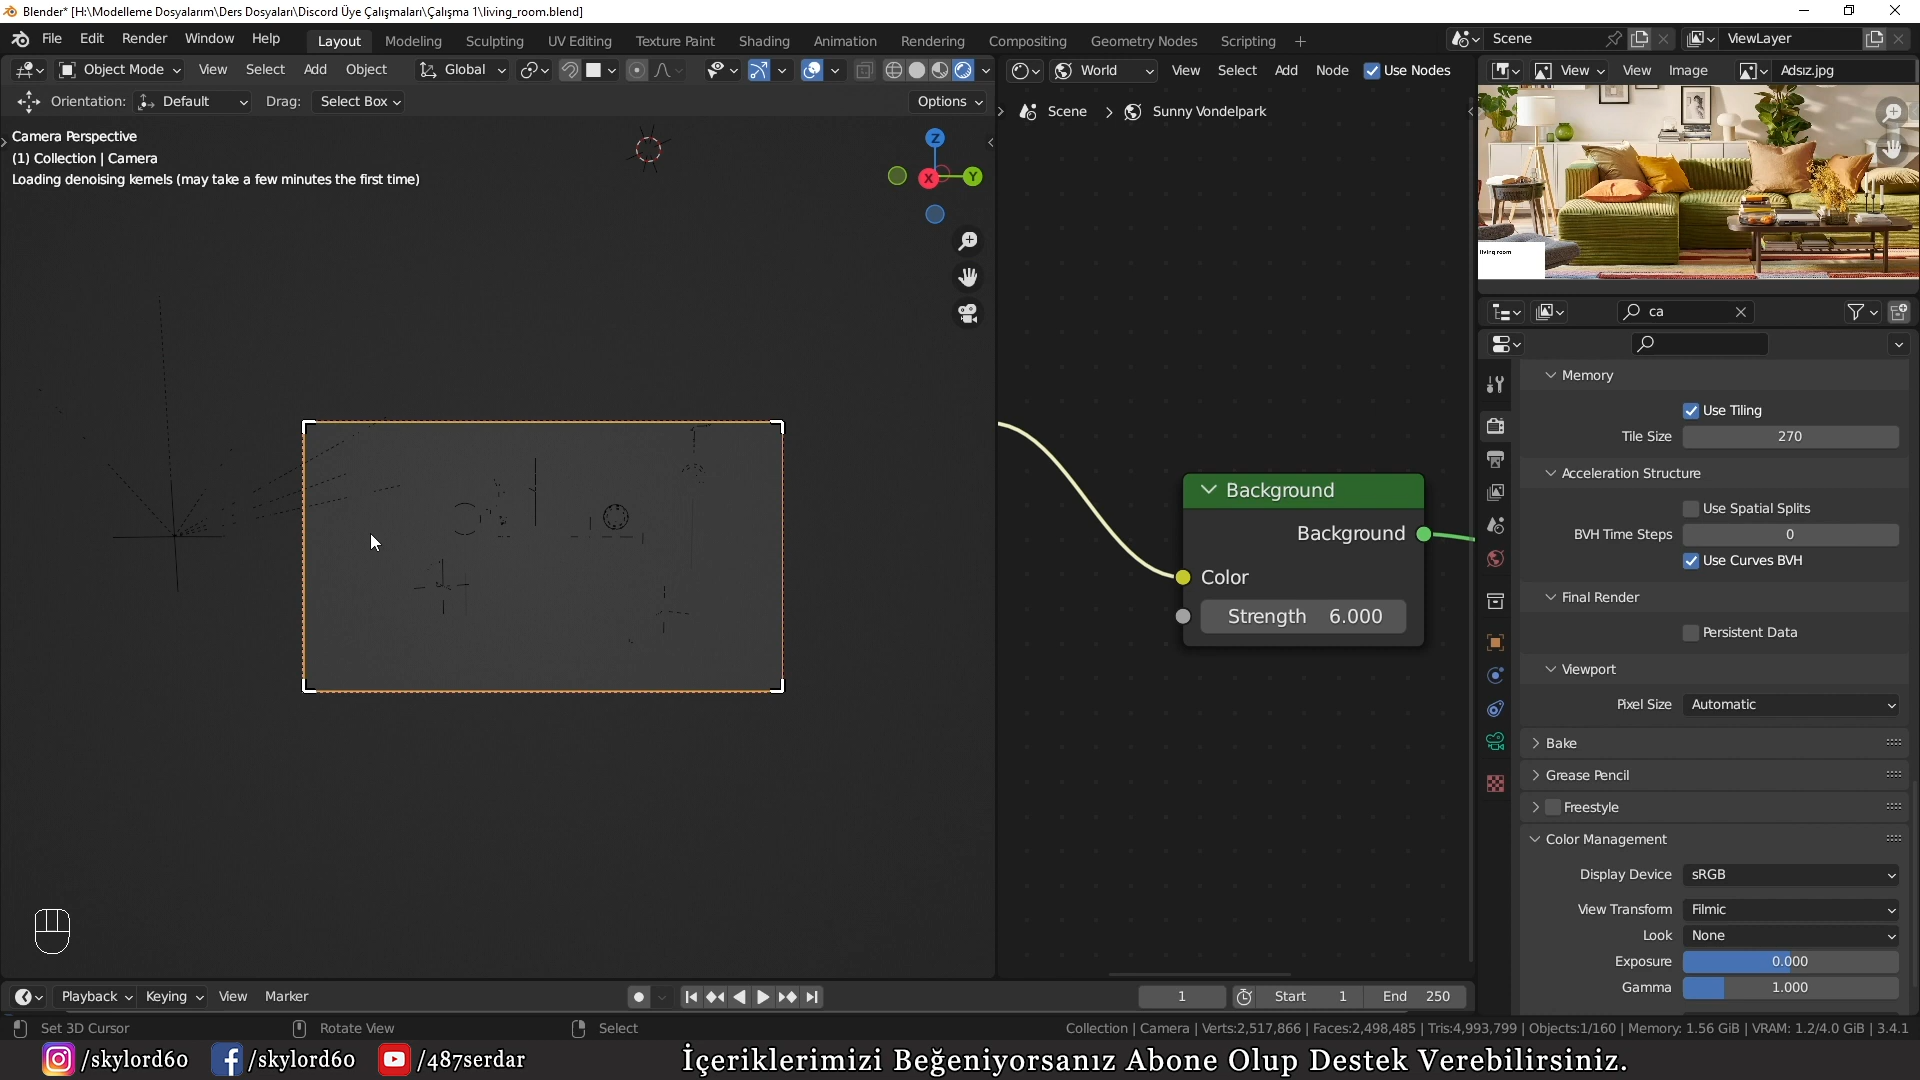 Blender* [H:\Modelleme Dosyalarım\Ders Dosyaları\Discord Üye Çalışmaları\Çalışma 1\living_room.blend]
File Edit Render Window Help
Layout Modeling Sculpting UV Editing Texture Paint Shading Animation Rendering Compositing Geometry Nodes Scripting +
Scene ViewLayer
Object Mode View Select Add Object Global
World View Select Add Node Use Nodes
View View Image Adsız.jpg
Orientation: Default Drag: Select Box Options
Scene > Sunny Vondelpark
Camera Perspective
(1) Collection | Camera
Loading denoising kernels (may take a few minutes the first time)
Z
X
Y
living room
ca
Memory
Use Tiling
Tile Size 270
Acceleration Structure
Use Spatial Splits
BVH Time Steps 0
Use Curves BVH
Final Render
Persistent Data
Viewport
Pixel Size Automatic
Bake
Grease Pencil
Freestyle
Color Management
Display Device sRGB
View Transform Filmic
Look None
Exposure 0.000
Gamma 1.000
Background
Background
Color
Strength 6.000
Playback Keying View Marker
1 Start 1 End 250
Set 3D Cursor Rotate View Select
Collection | Camera | Verts:2,517,866 | Faces:2,498,485 | Tris:4,993,799 | Objects:1/160 | Memory: 1.56 GiB | VRAM: 1.2/4.0 GiB | 3.4.1
/skylord60 /skylord60 /487serdar
İçeriklerimizi Beğeniyorsanız Abone Olup Destek Verebilirsiniz.